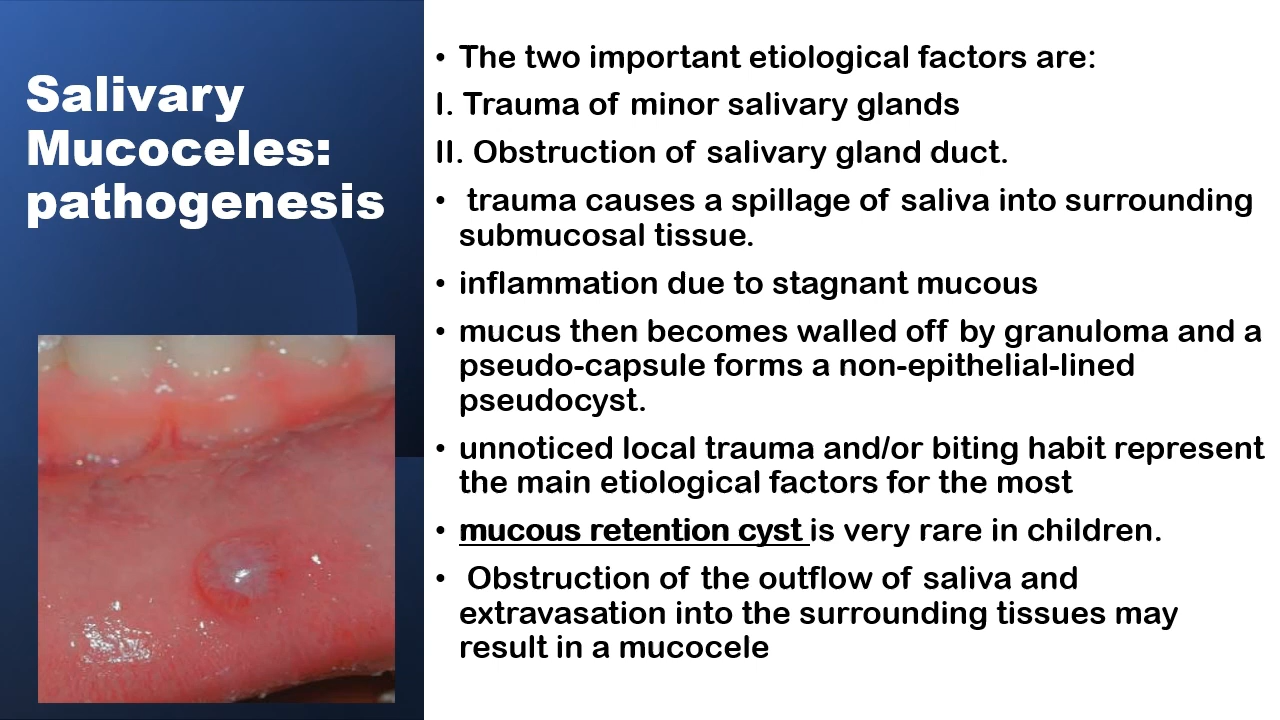 Salivary
Mucoceles:
pathogenesis
• The two important etiological factors are:
I. Trauma of minor salivary glands
II. Obstruction of salivary gland duct.
• trauma causes a spillage of saliva into surrounding
submucosal tissue.
• inflammation due to stagnant mucous
• mucus then becomes walled off by granuloma and a
pseudo-capsule forms a non-epithelial-lined
pseudocyst.
• unnoticed local trauma and/or biting habit represent
the main etiological factors for the most
• mucous retention cyst is very rare in children.
• Obstruction of the outflow of saliva and
extravasation into the surrounding tissues may
result in a mucocele